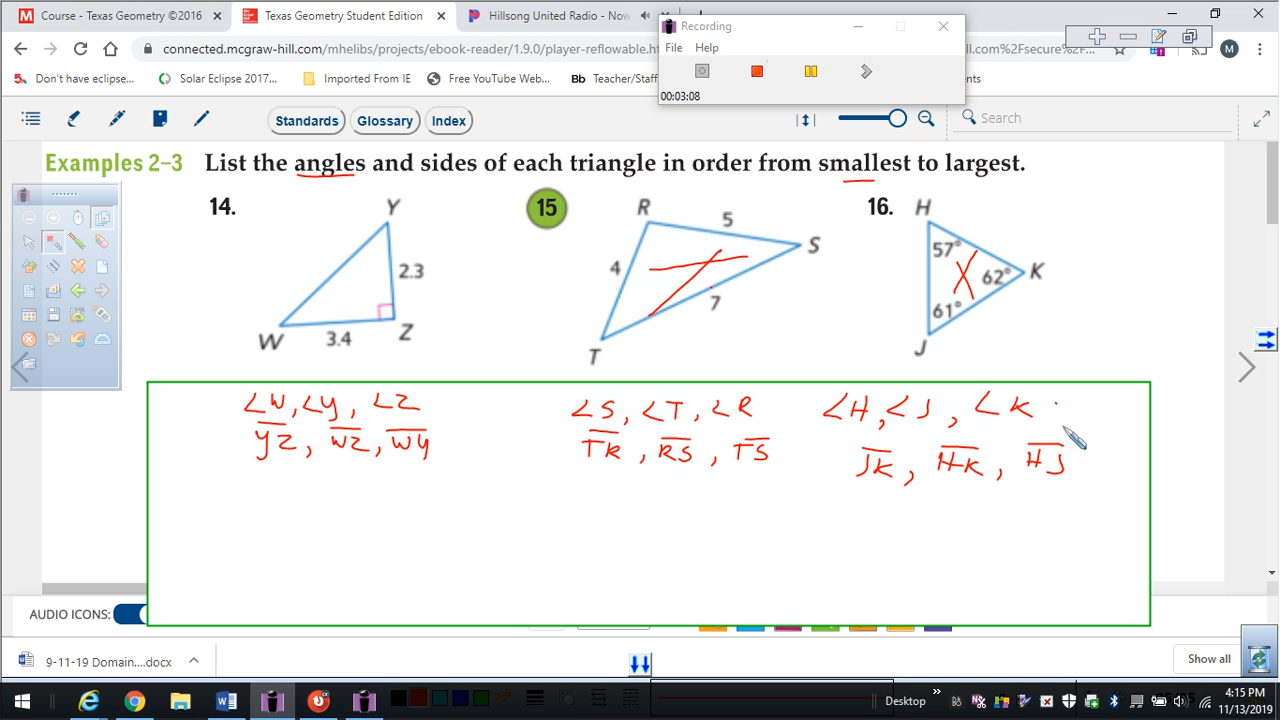 Course - Texas Geometry ©2016
Texas Geometry Student Edition
Hillsong United Radio - Now
Recording
File Help
00:03:08
connected.mcgraw-hill.com/mhelibs/projects/ebook-reader/1.9.0/player-reflowable.h
om%2Fsecure%2F...
M
Don't have eclipse...
Solar Eclipse 2017...
Imported From IE
Free YouTube Web...
Bb Teacher/Staff
Standards
Glossary
Index
Search
Examples 2–3 List the angles and sides of each triangle in order from smallest to largest.
14.
Y
2.3
W
3.4
Z
15
R
5
S
4
7
T
16.
H
57°
62°
K
61°
J
∠W, ∠Y, ∠Z
YZ, WZ, WY
∠S, ∠T, ∠R
TR, RS, TS
∠H, ∠J, ∠K
JK, HK, HJ
AUDIO ICONS:
9-11-19 Domain....docx
Show all
Desktop
4:15 PM
11/13/2019